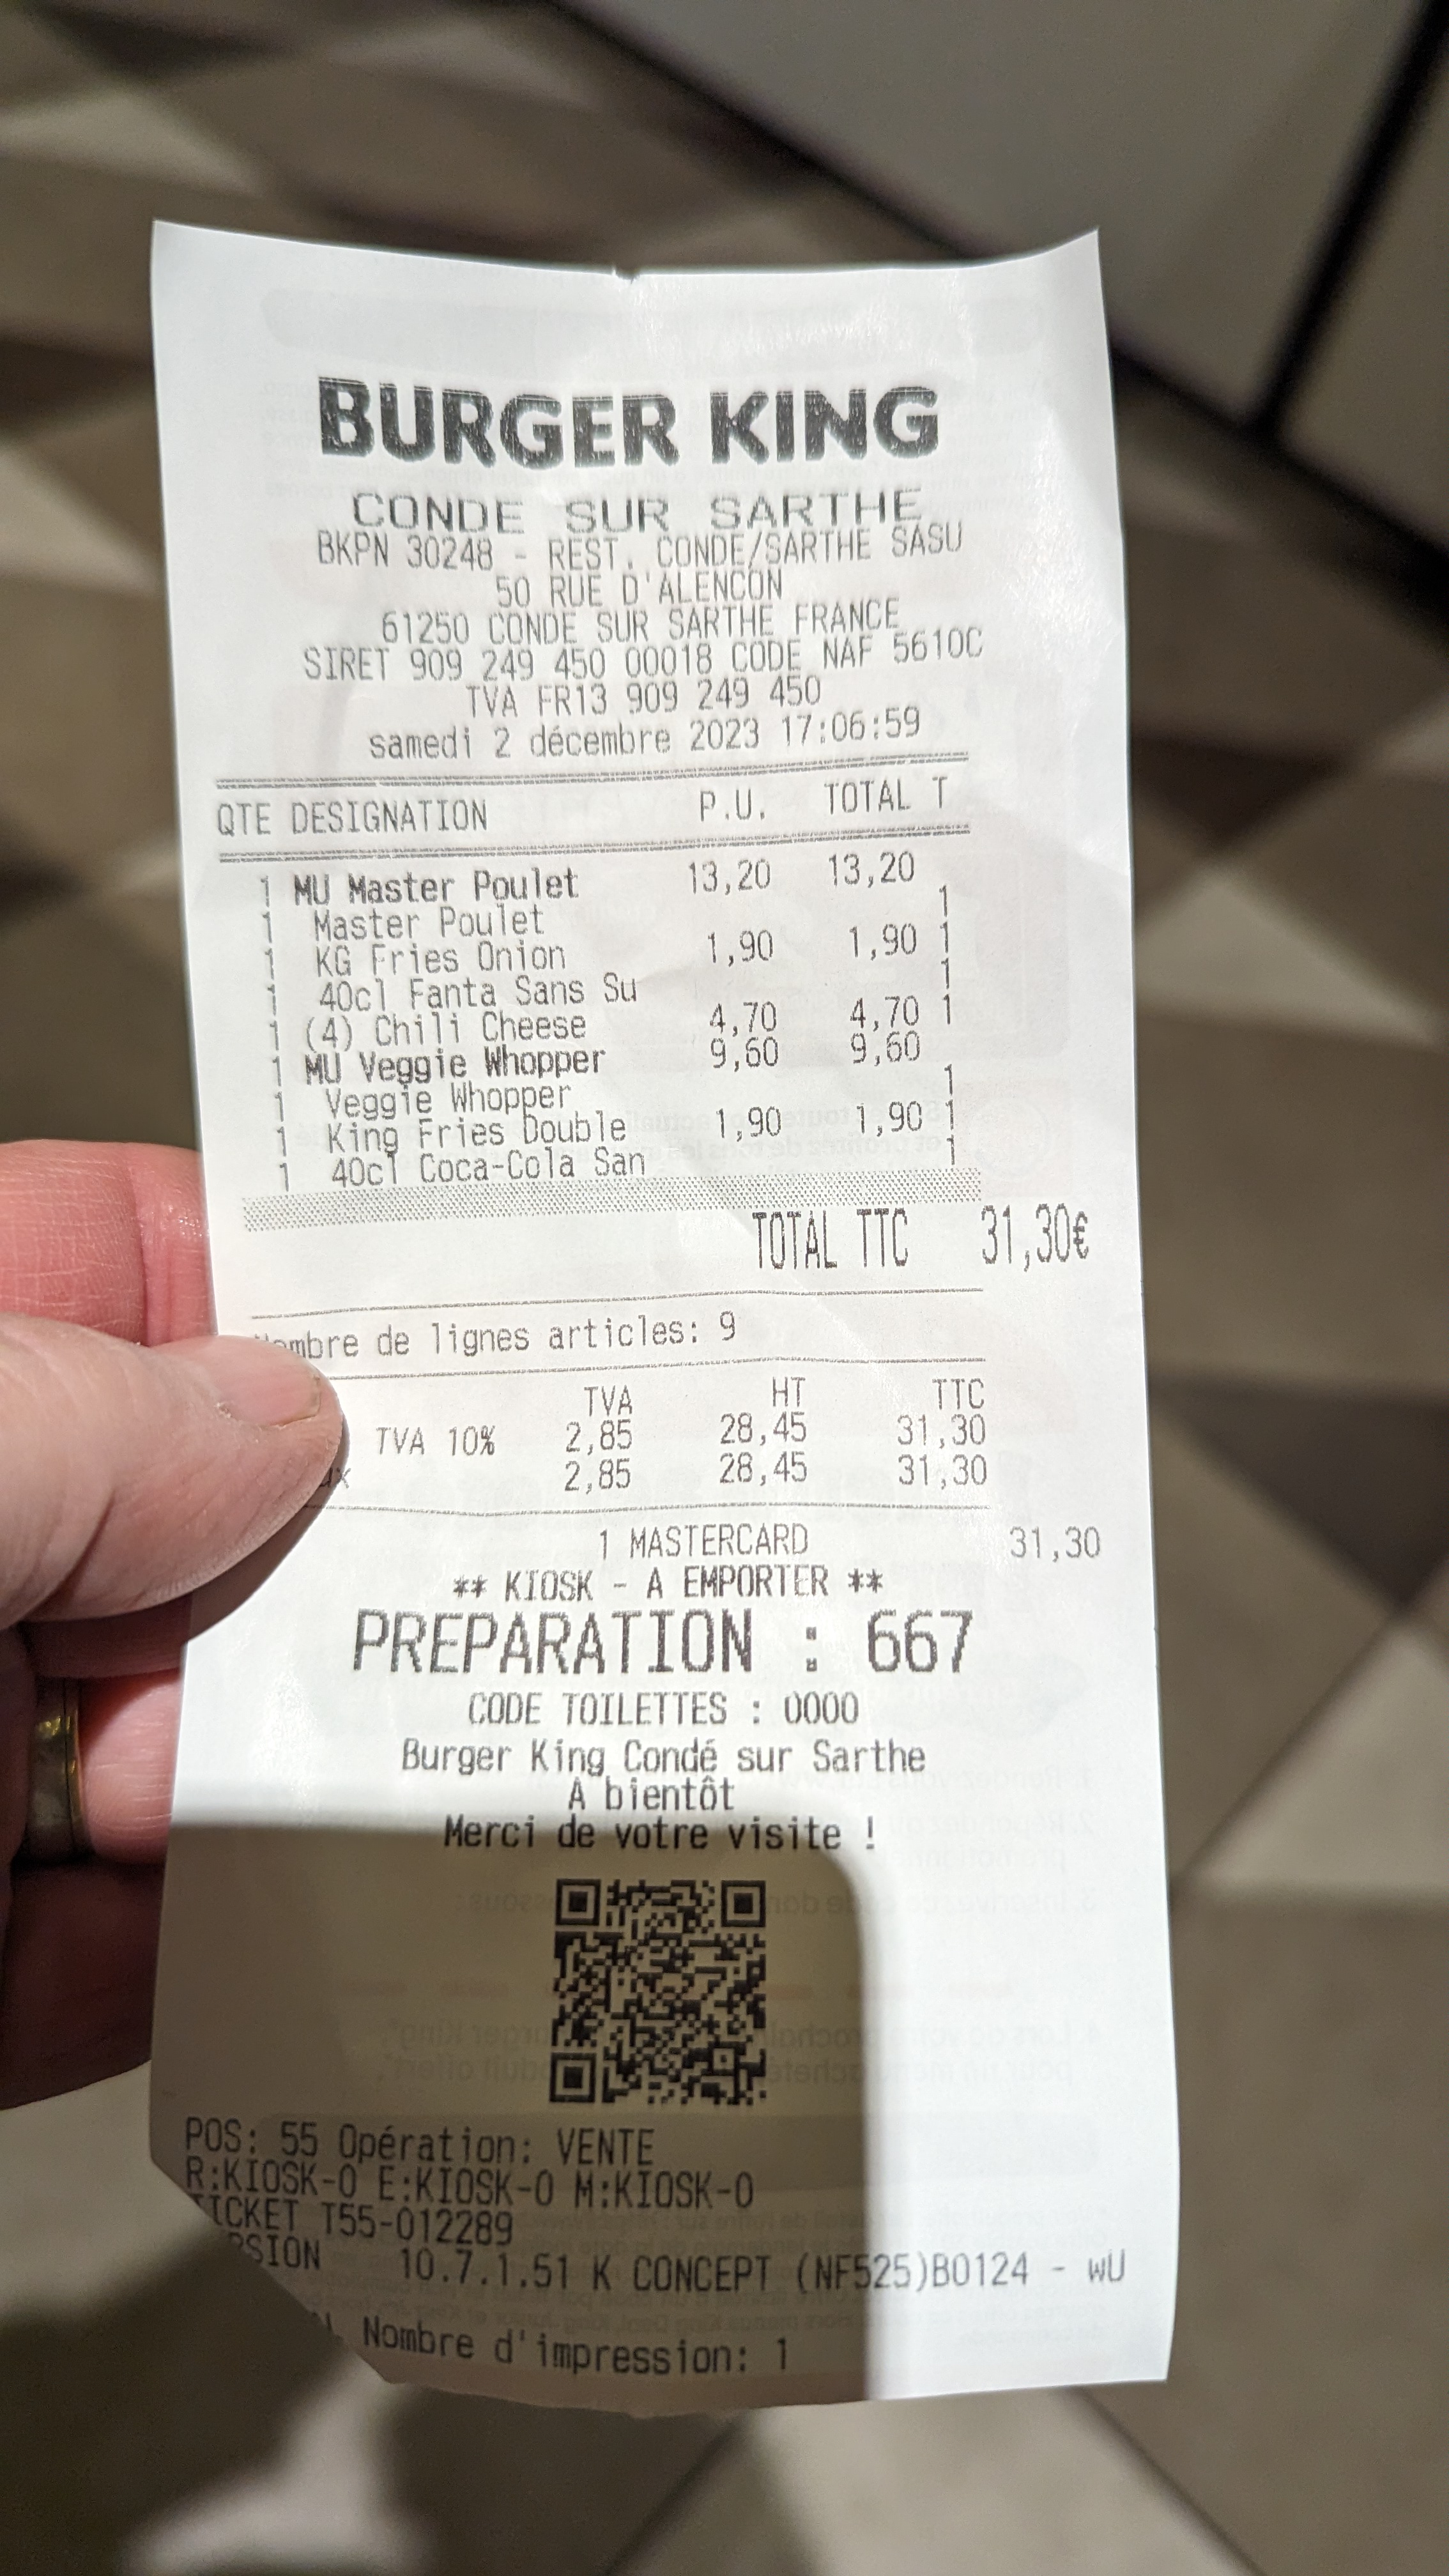 BURGER KING
CONDE SUR SARTHE
BKPN 30248 - REST. CONDE/SARTHE SASU
50 RUE D'ALENCON
61250 CONDE SUR SARTHE FRANCE
SIRET 909 249 450 00018 CODE NAF 5610C
TVA FR13 909 249 450
samedi 2 décembre 2023 17:06:59
QTE DESIGNATION P.U. TOTAL T
1 MU Master Poulet 13,20 13,20
1 Master Poulet 1
1 KG Fries Onion 1,90 1,90 1
1 40cl Fanta Sans Su 1
1 (4) Chili Cheese 4,70 4,70 1
1 MU Veggie Whopper 9,60 9,60
1 Veggie Whopper 1
1 King Fries Double 1,90 1,90 1
1 40cl Coca-Cola San 1
TOTAL TTC 31,30€
de lignes articles: 9
TVA HT TTC
TVA 10% 2,85 28,45 31,30
2,85 28,45 31,30
1 MASTERCARD 31,30
** KIOSK - A EMPORTER **
PREPARATION : 667
CODE TOILETTES : 0000
Burger King Condé sur Sarthe
A bientôt
Merci de votre visite !
POS: 55 Opération: VENTE
R:KIOSK-0 E:KIOSK-0 M:KIOSK-0
TICKET T55-012289
10.7.1.51 K CONCEPT (NF525)B0124 - wU
Nombre d'impression: 1